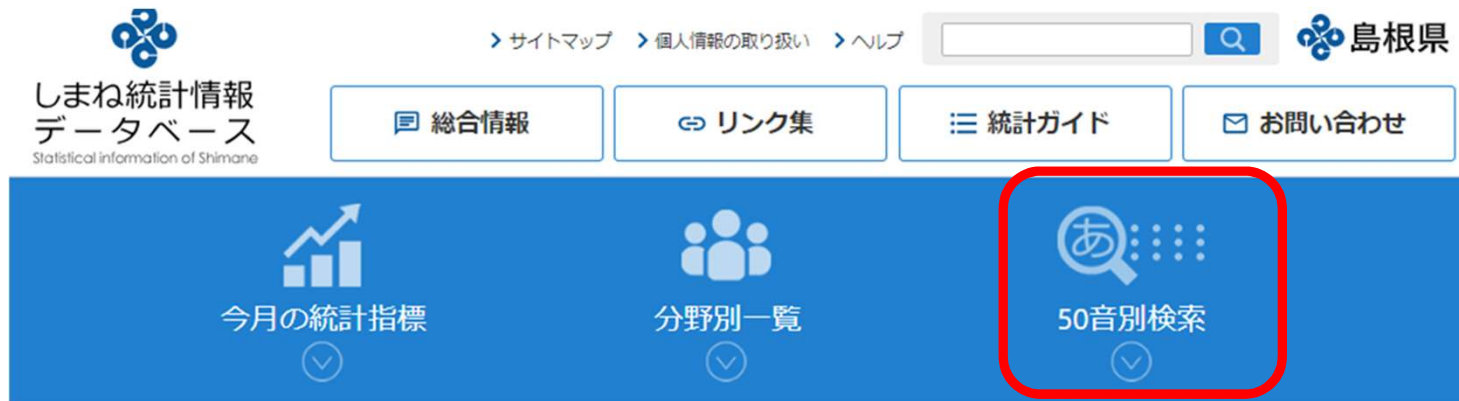 サイトマップ 個人情報の取り扱い ヘルプ
島根県
しまね統計情報
データベース
Statistical information of Shimane
総合情報
リンク集
統計ガイド
お問い合わせ
今月の統計指標
分野別一覧
あ
50音別検索